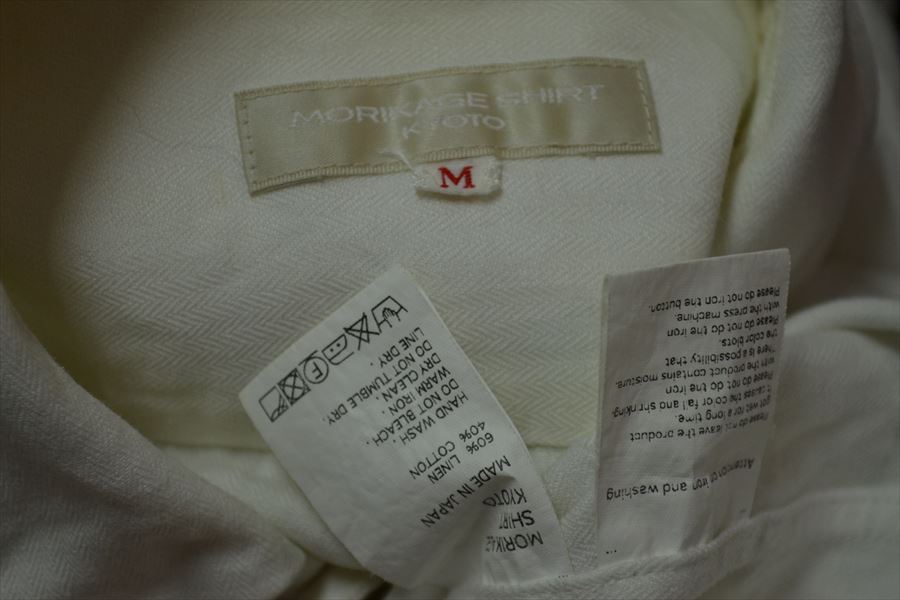 MORIKAGE SHIRT
KYOTO
M
MORIKAGE
SHIRT
KYOTO
MADE IN JAPAN
60% LINEN
40% COTTON
HAND WASH.
DO NOT BLEACH.
WARM IRON.
DRY CLEAN.
DO NOT TUMBLE DRY.
LINE DRY.
F
Attention for iron and washing
Please do not leave the product
got wet for a long time.
It causes the color fall and shrinking.
Please do not do the iron
with the product contains moisture.
There is a possibility that
the color blots.
Please do not do the iron
with the press machine.
Please do not iron the button.